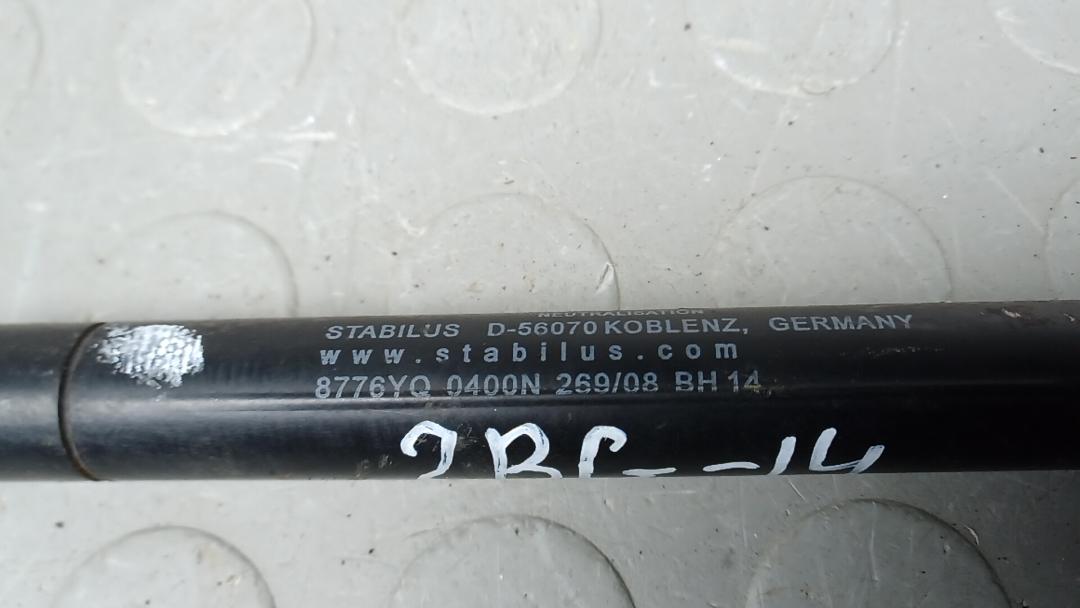 NEUTRALISATION
STABILUS D-56070 KOBLENZ, GERMANY
www.stabilus.com
8776YQ 0400N 269/08 BH 14